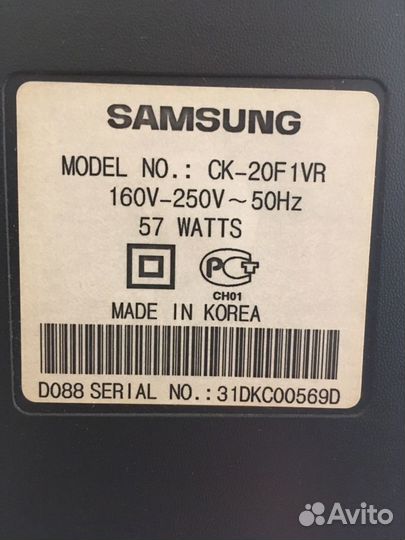 SAMSUNG
MODEL NO.: CK-20F1VR
160V-250V~50Hz
57 WATTS
PCT
CH01
MADE IN KOREA
D088 SERIAL NO.:31DKC00569D
Avito